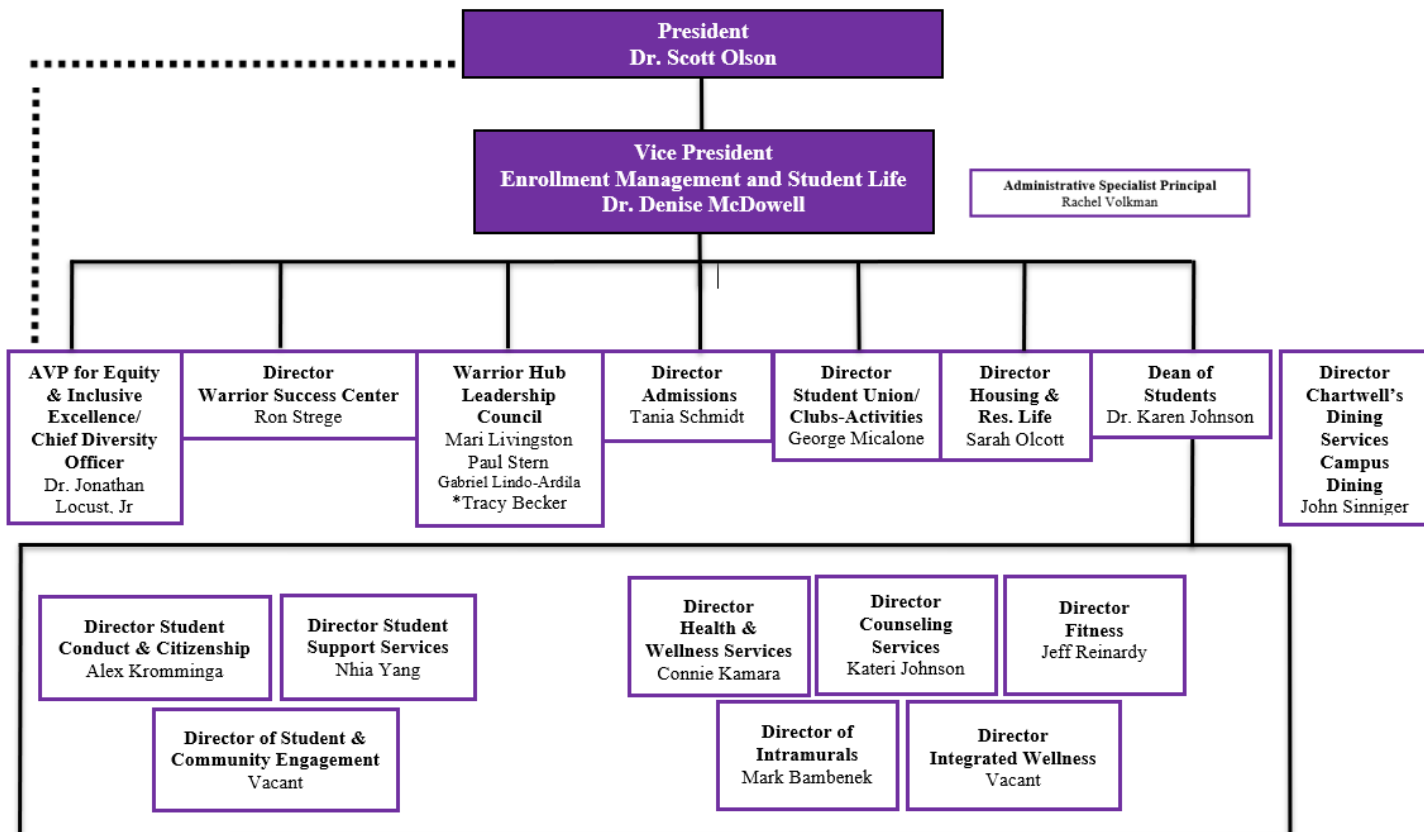 President
Dr. Scott Olson
Vice President
Enrollment Management and Student Life
Dr. Denise McDowell
Administrative Specialist Principal
Rachel Volkman
AVP for Equity
& Inclusive
Excellence/
Chief Diversity
Officer
Dr. Jonathan
Locust, Jr
Director
Warrior Success Center
Ron Strege
Warrior Hub
Leadership
Council
Mari Livingston
Paul Stern
Gabriel Lindo-Ardila
*Tracy Becker
Director
Admissions
Tania Schmidt
Director
Student Union/
Clubs-Activities
George Micalone
Director
Housing &
Res. Life
Sarah Olcott
Dean of
Students
Dr. Karen Johnson
Director
Chartwell’s
Dining
Services
Campus
Dining
John Sinniger
Director Student
Conduct & Citizenship
Alex Kromminga
Director Student
Support Services
Nhia Yang
Director of Student &
Community Engagement
Vacant
Director
Health &
Wellness Services
Connie Kamara
Director
Counseling
Services
Kateri Johnson
Director
Fitness
Jeff Reinardy
Director of
Intramurals
Mark Bambenek
Director
Integrated Wellness
Vacant